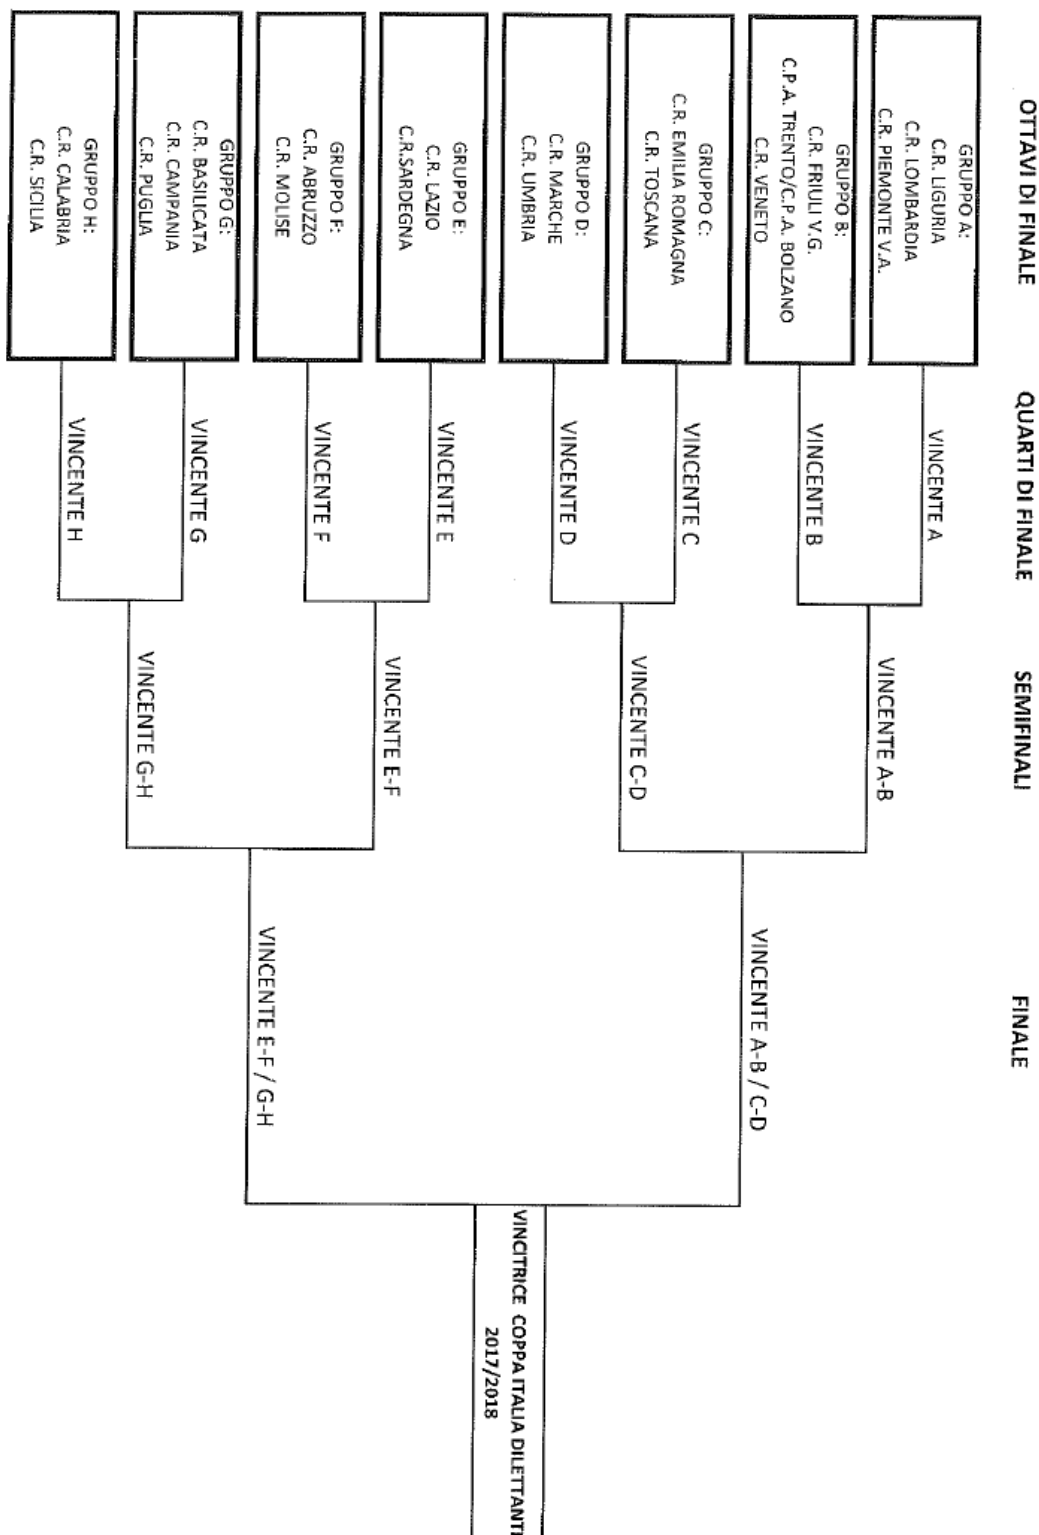 OTTAVI DI FINALE
QUARTI DI FINALE
SEMIFINALI
FINALE
GRUPPO A:
C.R. LIGURIA
C.R. LOMBARDIA
C.R. PIEMONTE V.A.
GRUPPO B:
C.R. FRIULI V.G.
C.P.A. TRENTO/C.P.A. BOLZANO
C.R. VENETO
GRUPPO C:
C.R. EMILIA ROMAGNA
C.R. TOSCANA
GRUPPO D:
C.R. MARCHE
C.R. UMBRIA
GRUPPO E:
C.R. LAZIO
C.R.SARDEGNA
GRUPPO F:
C.R. ABRUZZO
C.R. MOLISE
GRUPPO G:
C.R. BASILICATA
C.R. CAMPANIA
C.R. PUGLIA
GRUPPO H:
C.R. CALABRIA
C.R. SICILIA
VINCENTE A
VINCENTE B
VINCENTE C
VINCENTE D
VINCENTE E
VINCENTE F
VINCENTE G
VINCENTE H
VINCENTE A-B
VINCENTE C-D
VINCENTE E-F
VINCENTE G-H
VINCENTE A-B / C-D
VINCENTE E-F / G-H
VINCITRICE COPPA ITALIA DILETTANTI
2017/2018